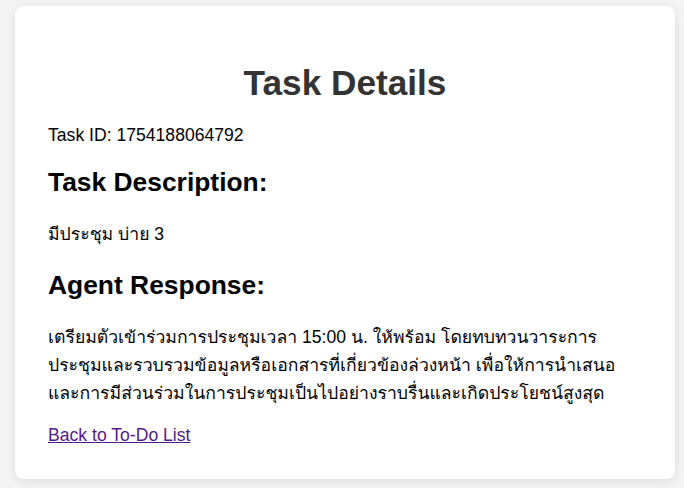 Task Details
Task ID: 1754188064792
Task Description:
มีประชุม บ่าย 3
Agent Response:
เตรียมตัวเข้าร่วมการประชุมเวลา 15:00 น. ให้พร้อม โดยทบทวนวาระการ
ประชุมและรวบรวมข้อมูลหรือเอกสารที่เกี่ยวข้องล่วงหน้า เพื่อให้การนำเสนอ
และการมีส่วนร่วมในการประชุมเป็นไปอย่างราบรื่นและเกิดประโยชน์สูงสุด
Back to To-Do List